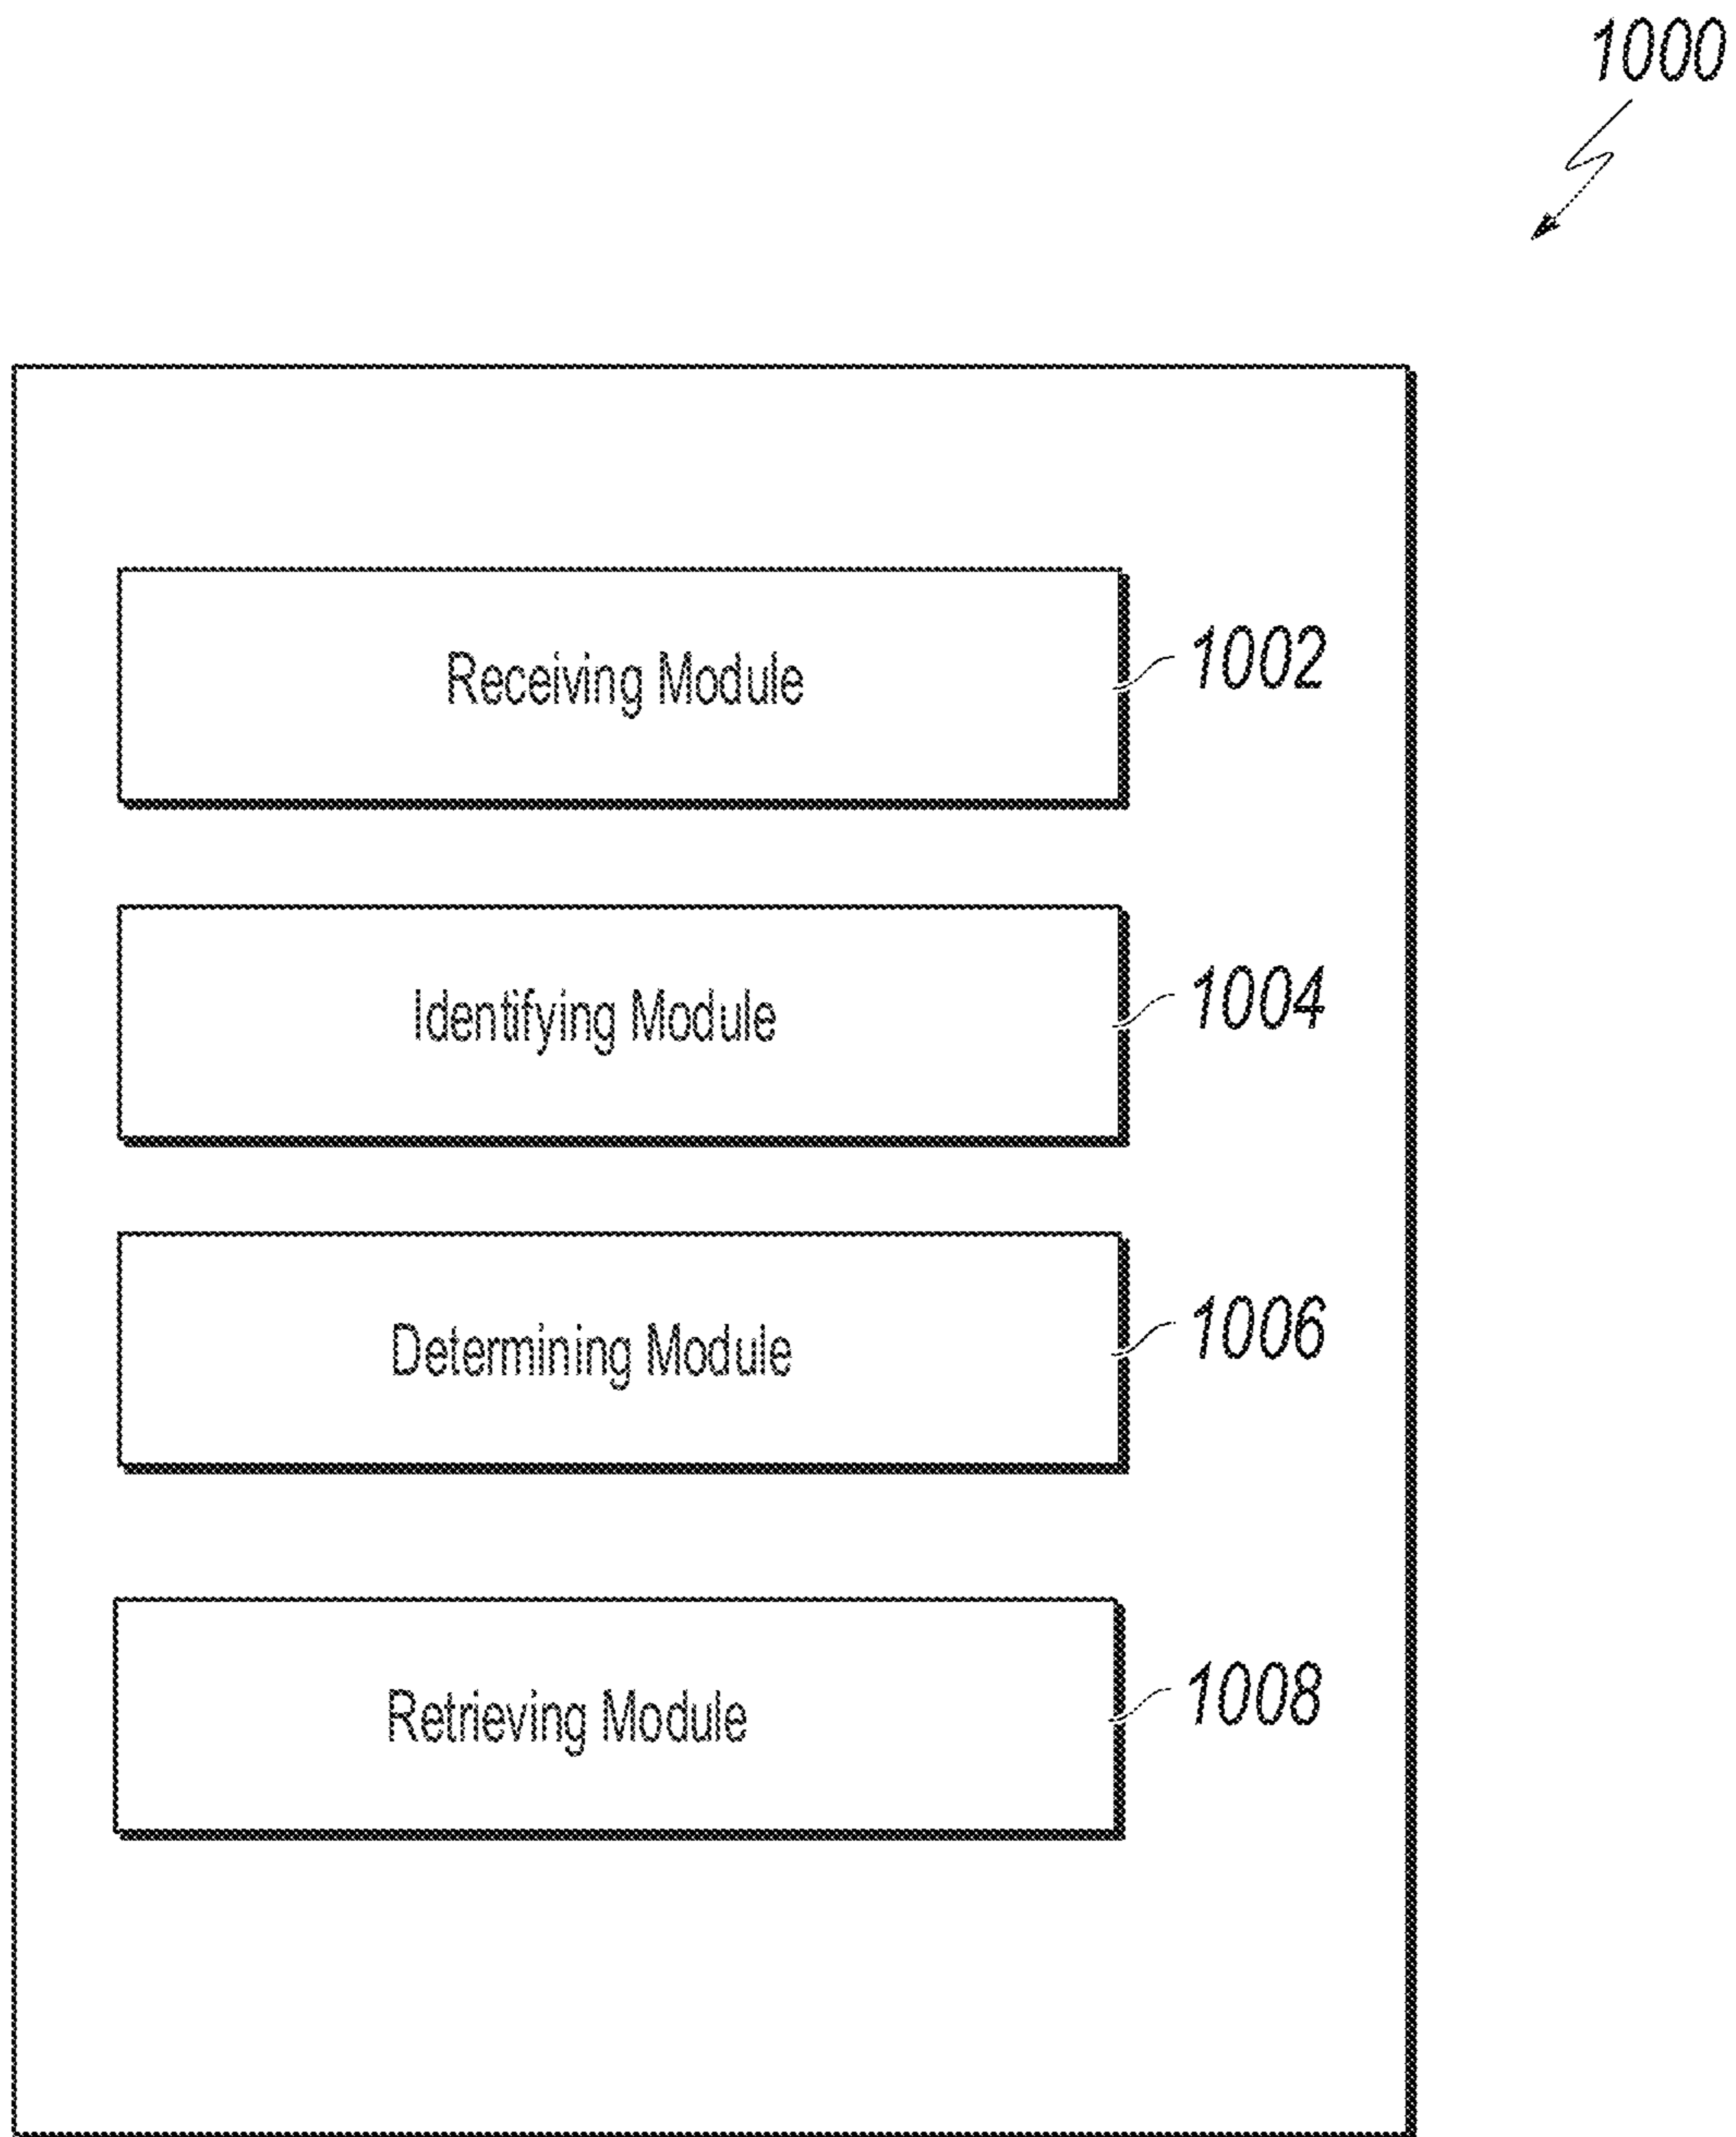 1000
Receiving Module
1002
Identifying Module
1004
Determining Module
1006
Retrieving Module
1008